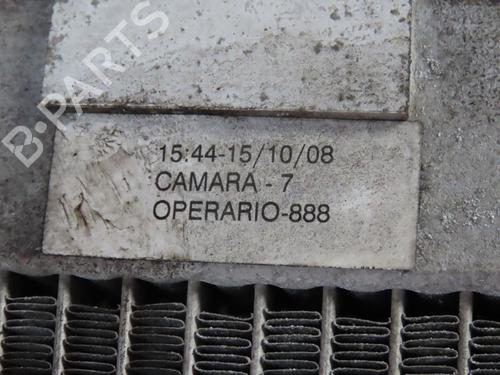 B-PARTS
15:44-15/10/08
CAMARA - 7
OPERARIO-888